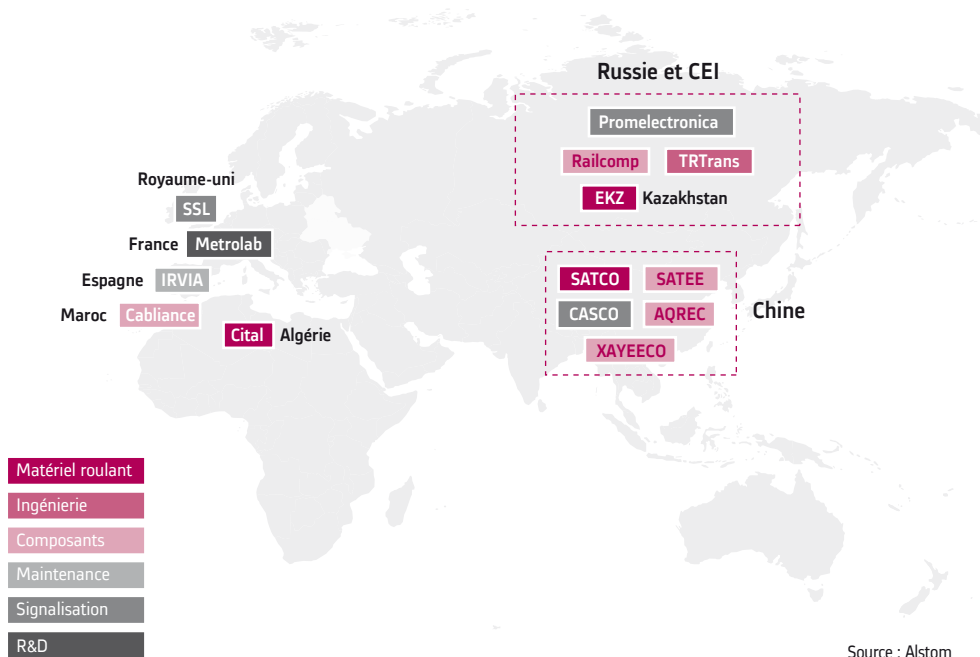 Russie et CEI
Promelectronica
Railcomp TRTrans
EKZ Kazakhstan
Royaume-uni
SSL
France Metrolab
Espagne IRVIA
Maroc Cabliance
Cital Algérie
SATCO SATEE
CASCO AQREC
XAYEECO
Chine
Matériel roulant
Ingénierie
Composants
Maintenance
Signalisation
R&D
Source : Alstom